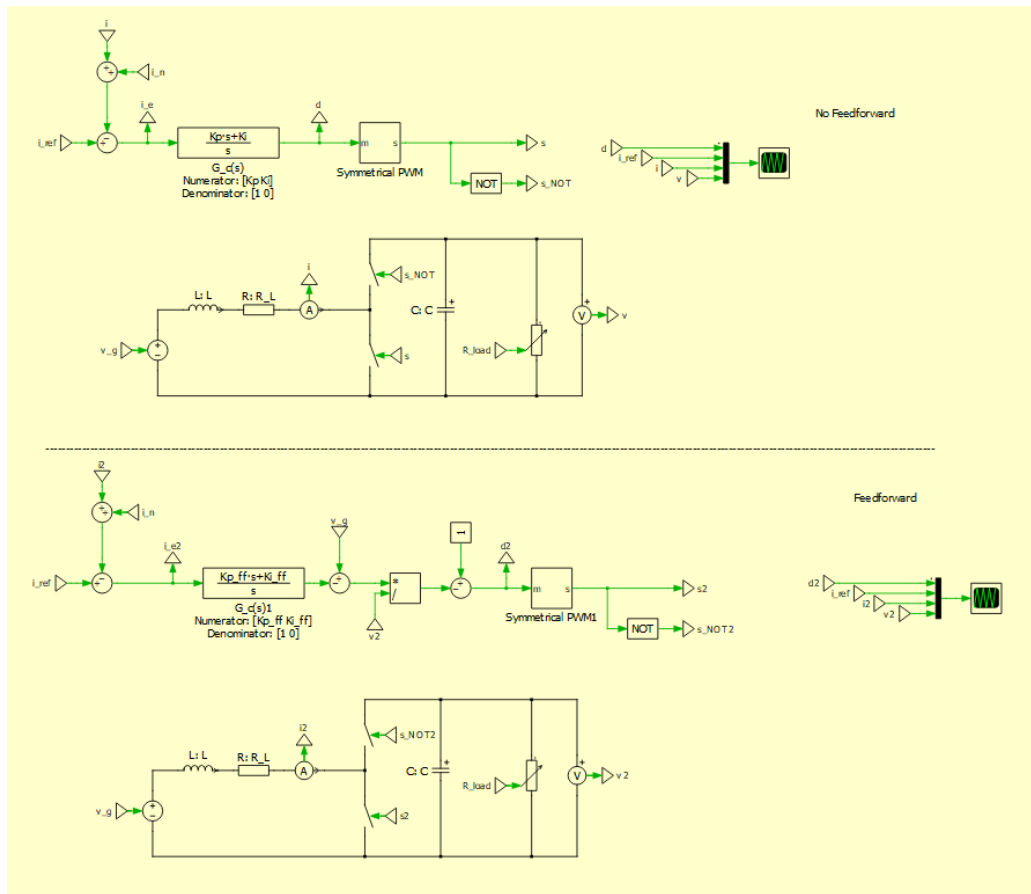 i
i_n
i_e
d
No Feedforward
i_ref
Kp·s+Ki
s
m
s
s
Symmetrical PWM
G_c(s)
Numerator: [Kp Ki]
Denominator: [1 0]
NOT
s_NOT
d
i_ref
i
v
i
s_NOT
L: L
R: R_L
A
C: C
V
v
v_g
s
R_load
i2
i_n
Feedforward
v_g
1
i_e2
d2
i_ref
Kp_ff·s+Ki_ff
s
*
/
m
s
s2
G_c(s)1
Numerator: [Kp_ff Ki_ff]
Denominator: [1 0]
v2
Symmetrical PWM1
NOT
s_NOT2
d2
i_ref
i2
v2
i2
s_NOT2
L: L
R: R_L
A
C: C
V
v2
R_load
v_g
s2